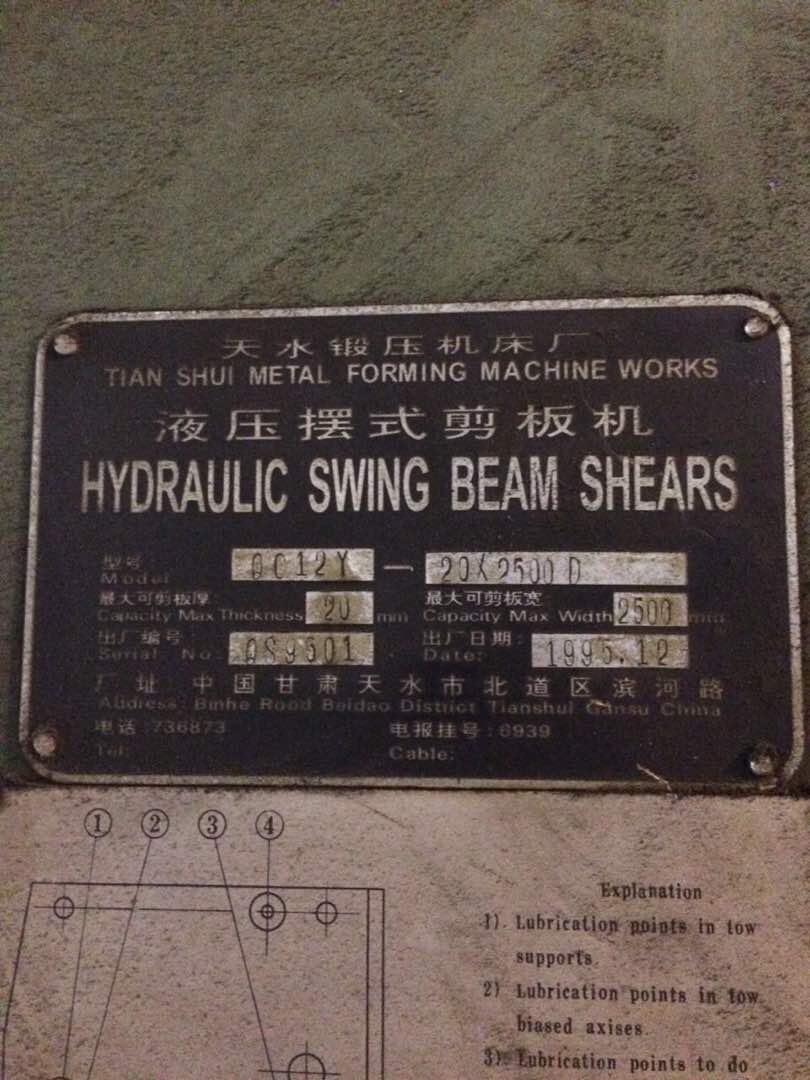 天水锻压机床厂
TIAN SHUI METAL FORMING MACHINE WORKS
液压摆式剪板机
HYDRAULIC SWING BEAM SHEARS
型号 QC12Y — 20X2500D
Model
最大可剪板厚 最大可剪板宽
Capacity Max Thickness 20 mm Capacity Max Width 2500 mm
出厂编号: 出厂日期:
Serial No: QS9501 Date: 1995.12
厂址 中国甘肃天水市北道区滨河路
Address: Binhe Rood Beidao District Tianshui Gansu China
电话:736873 电报挂号:6939
Tel: Cable:
① ② ③ ④
Explanation
1). Lubrication points in tow
supports.
2) Lubrication points in tow
biased axises.
3). Lubrication points to do